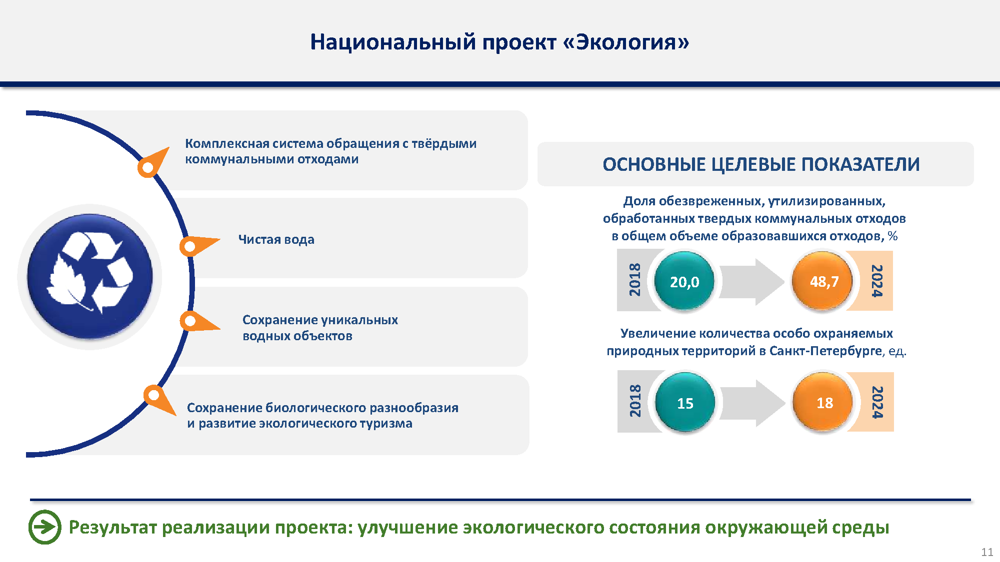 Национальный проект «Экология»
Комплексная система обращения с твёрдыми
коммунальными отходами
Чистая вода
Сохранение уникальных
водных объектов
Сохранение биологического разнообразия
и развитие экологического туризма
ОСНОВНЫЕ ЦЕЛЕВЫЕ ПОКАЗАТЕЛИ
Доля обезвреженных, утилизированных,
обработанных твердых коммунальных отходов
в общем объеме образовавшихся отходов, %
2018
20,0
48,7
2024
Увеличение количества особо охраняемых
природных территорий в Санкт-Петербурге, ед.
2018
15
18
2024
Результат реализации проекта: улучшение экологического состояния окружающей среды
11